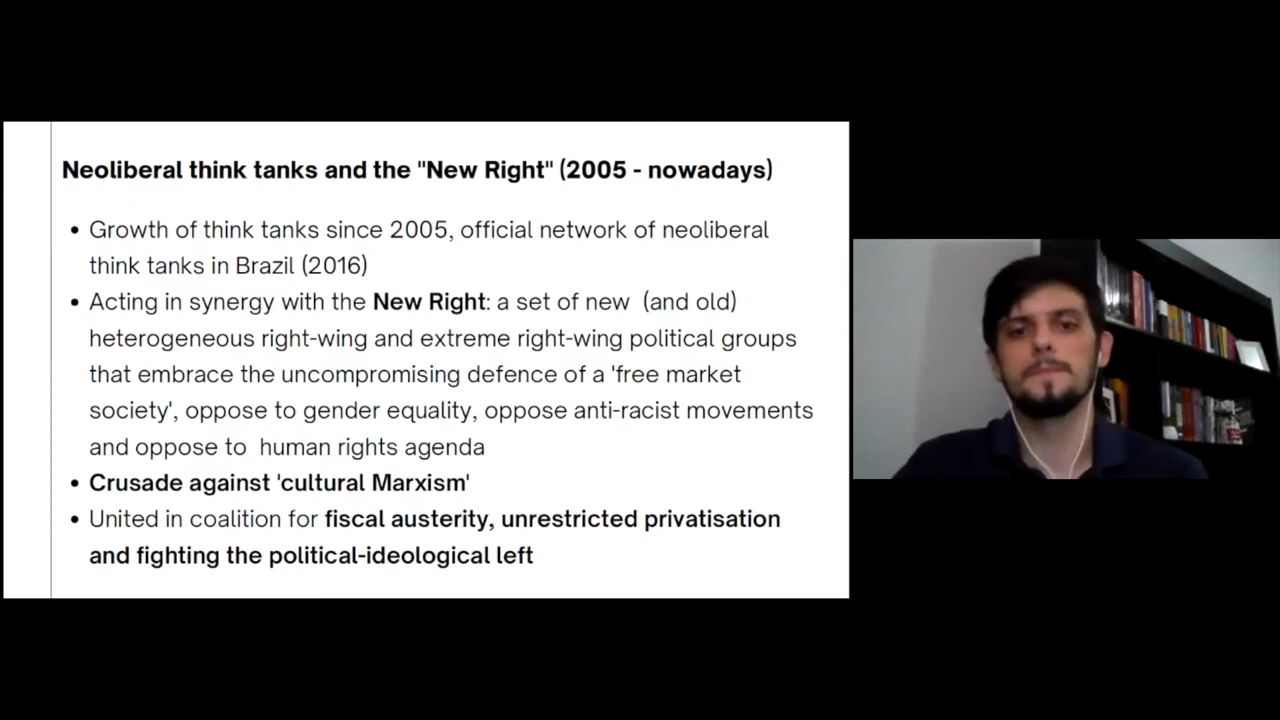 Neoliberal think tanks and the "New Right" (2005 - nowadays)
• Growth of think tanks since 2005, official network of neoliberal
think tanks in Brazil (2016)
• Acting in synergy with the New Right: a set of new (and old)
heterogeneous right-wing and extreme right-wing political groups
that embrace the uncompromising defence of a 'free market
society', oppose to gender equality, oppose anti-racist movements
and oppose to human rights agenda
• Crusade against 'cultural Marxism'
• United in coalition for fiscal austerity, unrestricted privatisation
and fighting the political-ideological left